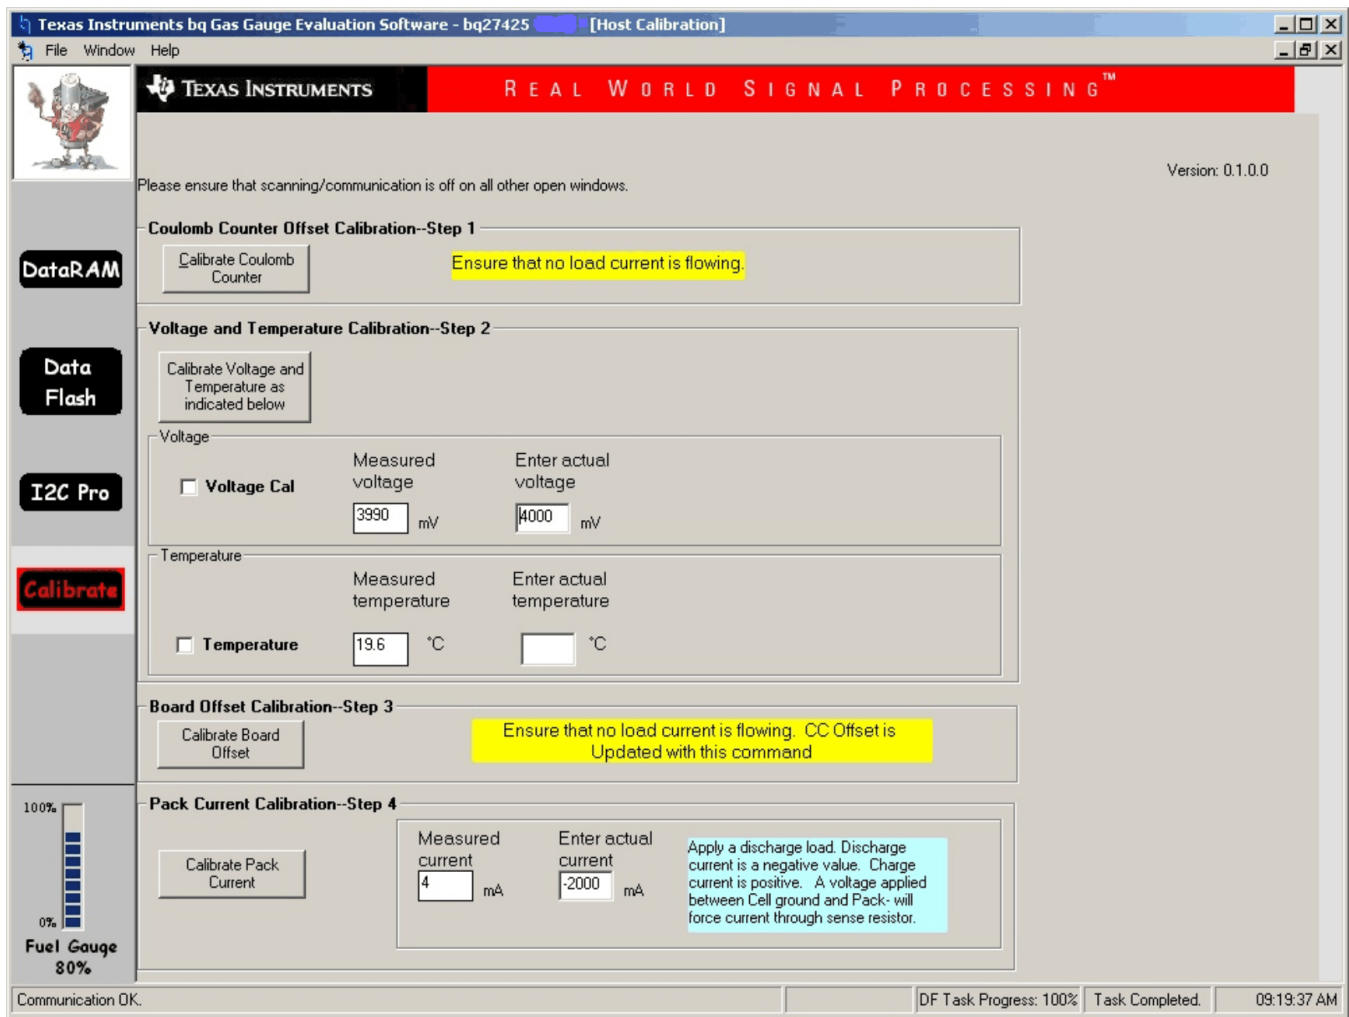 Texas Instruments bq Gas Gauge Evaluation Software - bq27425 [Host Calibration]
File Window Help
TEXAS INSTRUMENTS
REAL WORLD SIGNAL PROCESSING™
Version: 0.1.0.0
Please ensure that scanning/communication is off on all other open windows.
Coulomb Counter Offset Calibration--Step 1
Calibrate Coulomb
Counter
Ensure that no load current is flowing.
DataRAM
Voltage and Temperature Calibration--Step 2
Calibrate Voltage and
Temperature as
indicated below
Data
Flash
Voltage
Measured
voltage
Enter actual
voltage
Voltage Cal
3990 mV
4000 mV
I2C Pro
Temperature
Measured
temperature
Enter actual
temperature
Calibrate
Temperature
19.6 °C
°C
Board Offset Calibration--Step 3
Calibrate Board
Offset
Ensure that no load current is flowing. CC Offset is
Updated with this command
Pack Current Calibration--Step 4
Calibrate Pack
Current
Measured
current
4 mA
Enter actual
current
-2000 mA
Apply a discharge load. Discharge
current is a negative value. Charge
current is positive. A voltage applied
between Cell ground and Pack- will
force current through sense resistor.
100%
0%
Fuel Gauge
80%
Communication OK.
DF Task Progress: 100%
Task Completed.
09:19:37 AM